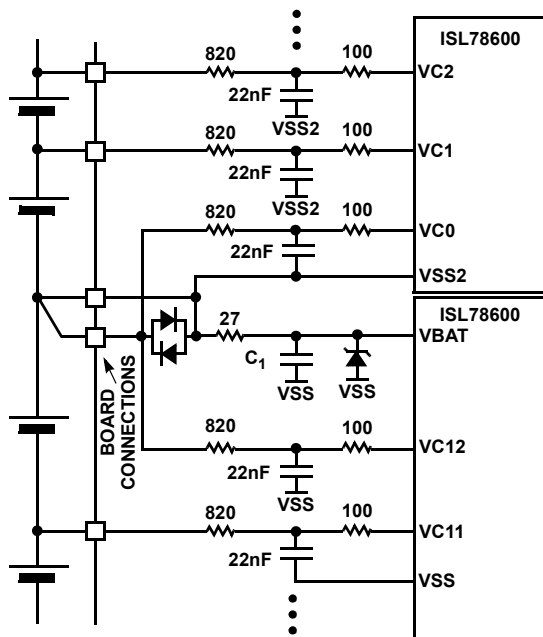 ISL78600
820
100
VC2
22nF
VSS2
820
100
VC1
22nF
VSS2
820
100
VC0
22nF
VSS2
ISL78600
27
VBAT
C1
VSS
VSS
BOARD
CONNECTIONS
820
100
VC12
22nF
VSS
820
100
VC11
22nF
VSS